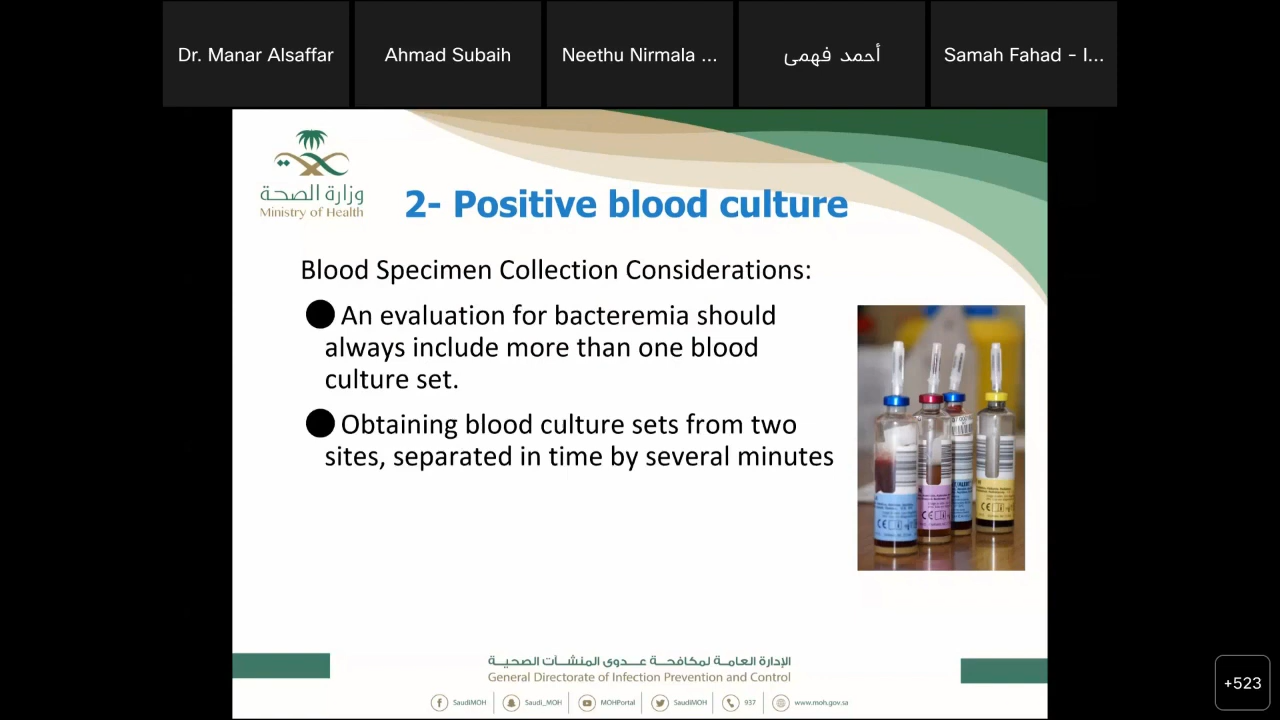 Dr. Manar Alsaffar
Ahmad Subaih
Neethu Nirmala ...
أحمد فهمى
Samah Fahad - I...
وزارة الصحة
Ministry of Health
2- Positive blood culture
Blood Specimen Collection Considerations:
● An evaluation for bacteremia should
always include more than one blood
culture set.
● Obtaining blood culture sets from two
sites, separated in time by several minutes
الإدارة العامة لمكافحة عدوى المنشآت الصحية
General Directorate of Infection Prevention and Control
SaudiMOH
Saudi_MOH
MOHPortal
SaudiMOH
937
www.moh.gov.sa
+523